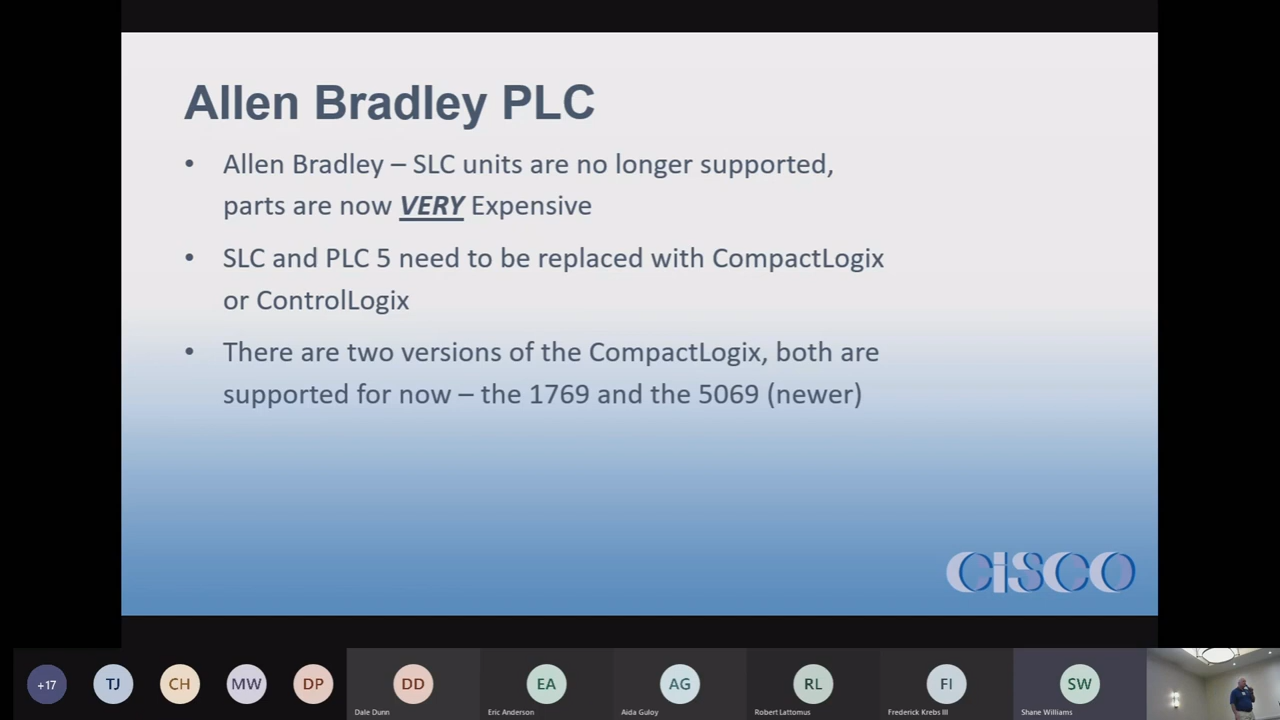 Allen Bradley PLC
• Allen Bradley – SLC units are no longer supported,
parts are now VERY Expensive
• SLC and PLC 5 need to be replaced with CompactLogix
or ControlLogix
• There are two versions of the CompactLogix, both are
supported for now – the 1769 and the 5069 (newer)
CiSCO
+17 TJ CH MW DP DD EA AG RL FI SW
Dale Dunn Eric Anderson Aida Guloy Robert Lattomus Frederick Krebs III Shane Williams